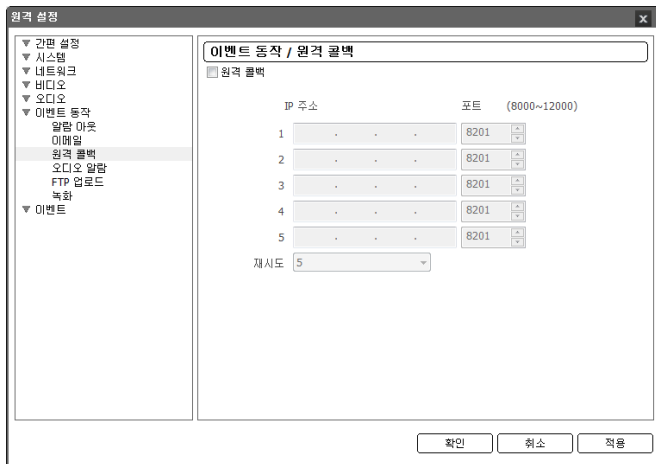 원격 설정
▼ 간편 설정
▼ 시스템
▼ 네트워크
▼ 비디오
▼ 오디오
▼ 이벤트 동작
알람 아웃
이메일
원격 콜백
오디오 알람
FTP 업로드
녹화
▼ 이벤트
이벤트 동작 / 원격 콜백
원격 콜백
IP 주소 포트 (8000~12000)
1 . . . 8201
2 . . . 8201
3 . . . 8201
4 . . . 8201
5 . . . 8201
재시도 5
확인 취소 적용